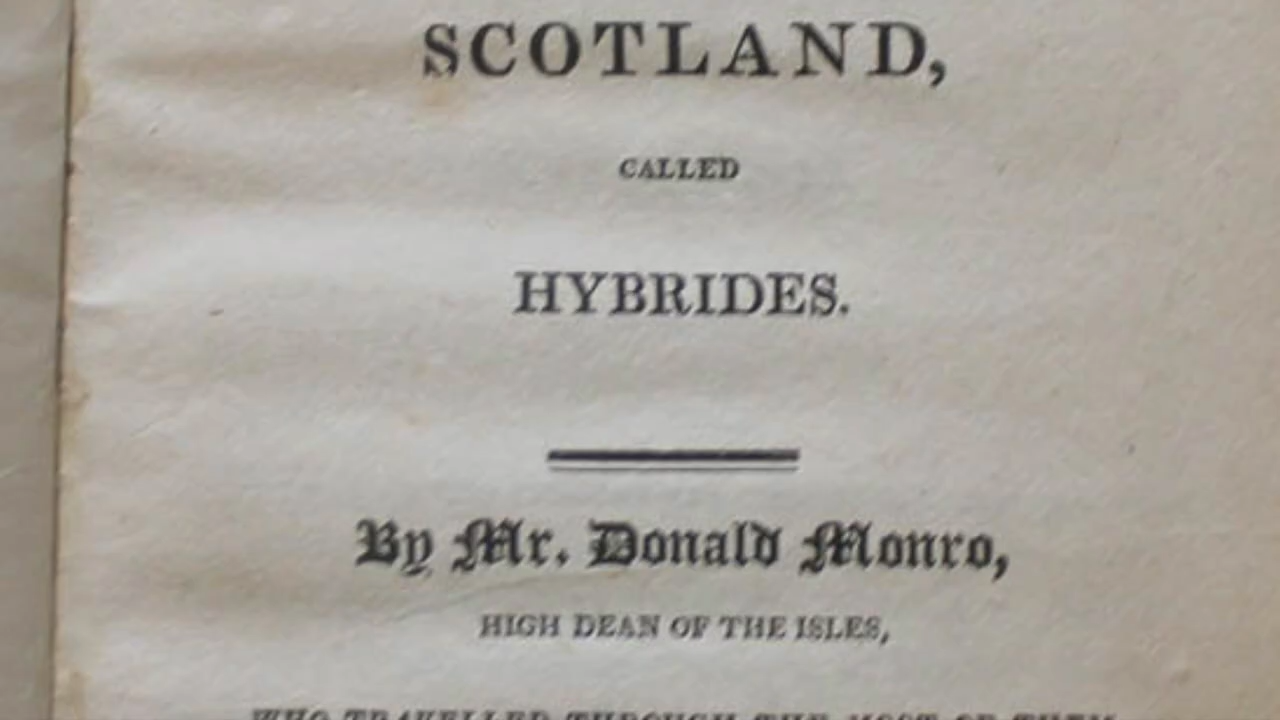 SCOTLAND,
CALLED
HYBRIDES.
By Mr. Donald Monro,
HIGH DEAN OF THE ISLES,
WHO TRAVELLED THROUGH THE MOST OF THEM